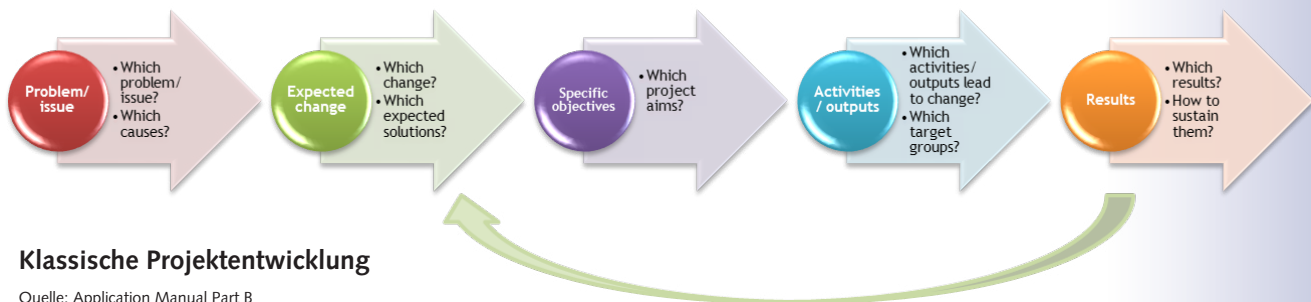 Problem/
issue
• Which
problem/
issue?
• Which
causes?
Expected
change
• Which
change?
• Which
expected
solutions?
Specific
objectives
• Which
project
aims?
Activities
/ outputs
• Which
activities/
outputs lead
to change?
• Which
target
groups?
Results
• Which
results?
• How to
sustain
them?
Klassische Projektentwicklung
Quelle: Application Manual Part B